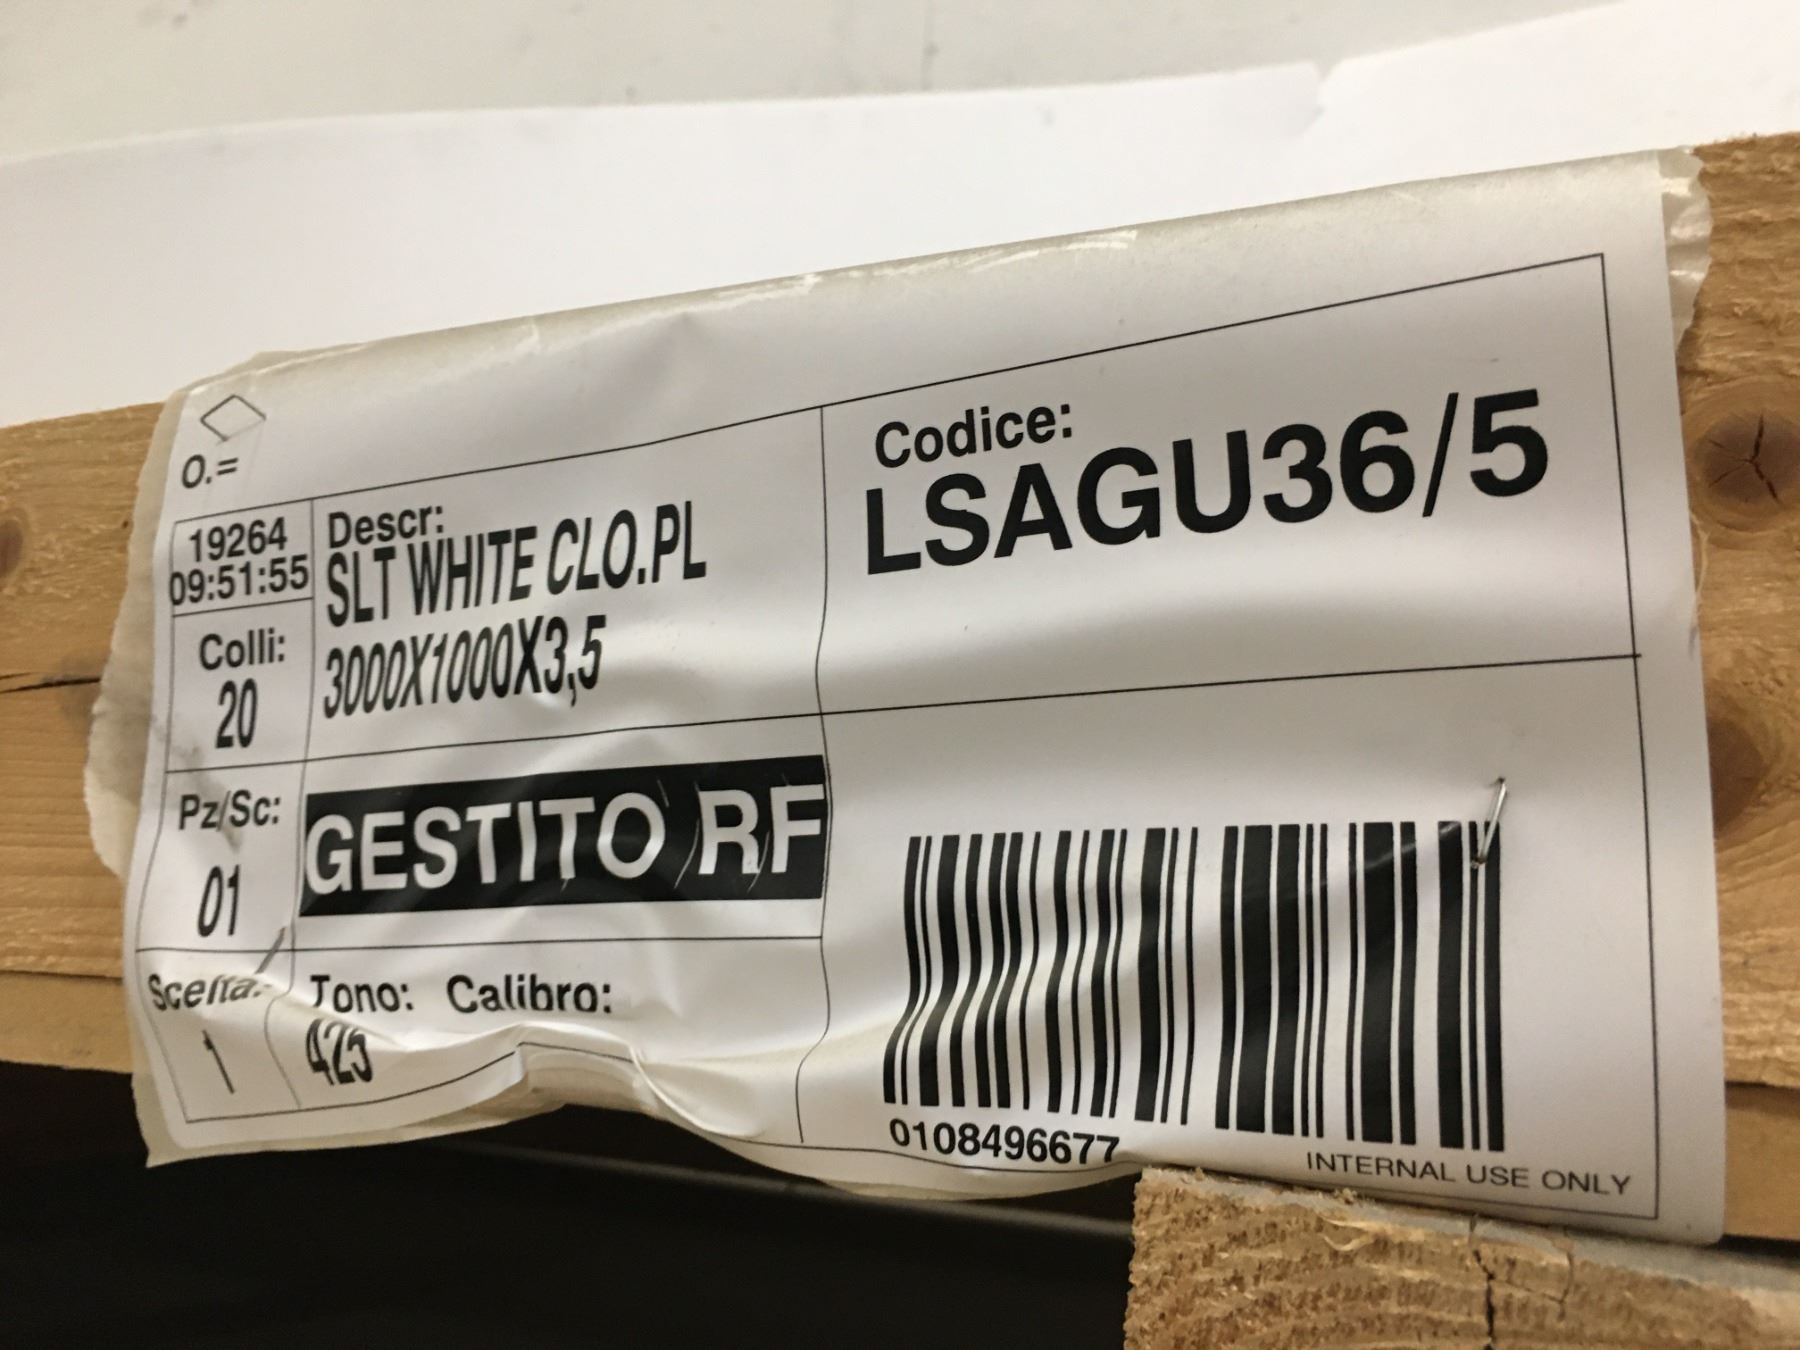 O.=
19264
09:51:55
Descr:
SLT WHITE CLO.PL
3000X1000X3,5
Codice:
LSAGU36/5
Colli:
20
Pz/Sc:
01
GESTITO RF
Scelta:
1
Tono: Calibro:
425
0108496677
INTERNAL USE ONLY